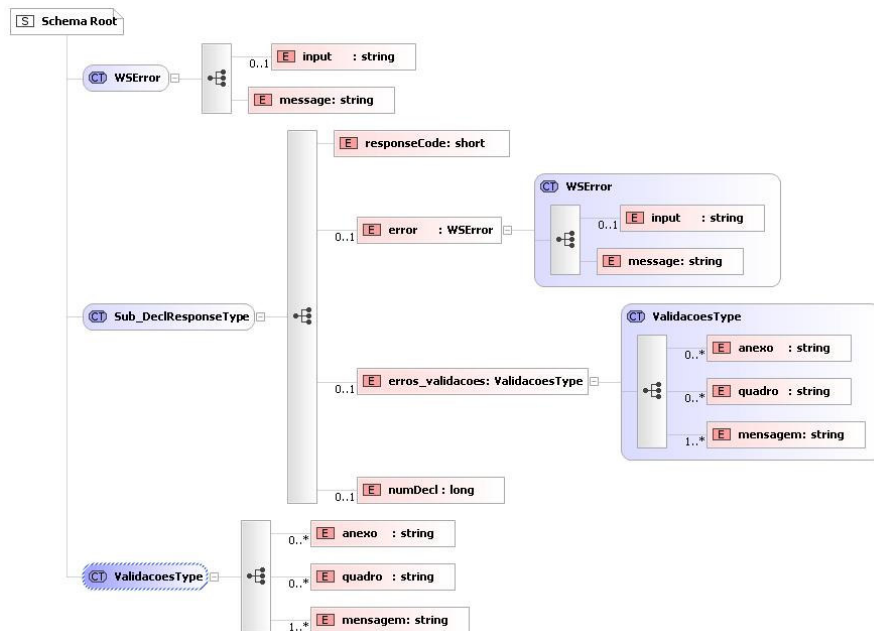 S Schema Root
CT WSError
0..1 E input : string
E message: string
E responseCode: short
0..1 E error : WSError
CT WSError
0..1 E input : string
E message: string
CT Sub_DeclResponseType
0..1 E erros_validacoes: ValidacoesType
CT ValidacoesType
0..* E anexo : string
0..* E quadro : string
1..* E mensagem: string
0..1 E numDecl : long
CT ValidacoesType
0..* E anexo : string
0..* E quadro : string
1..* E mensagem: string